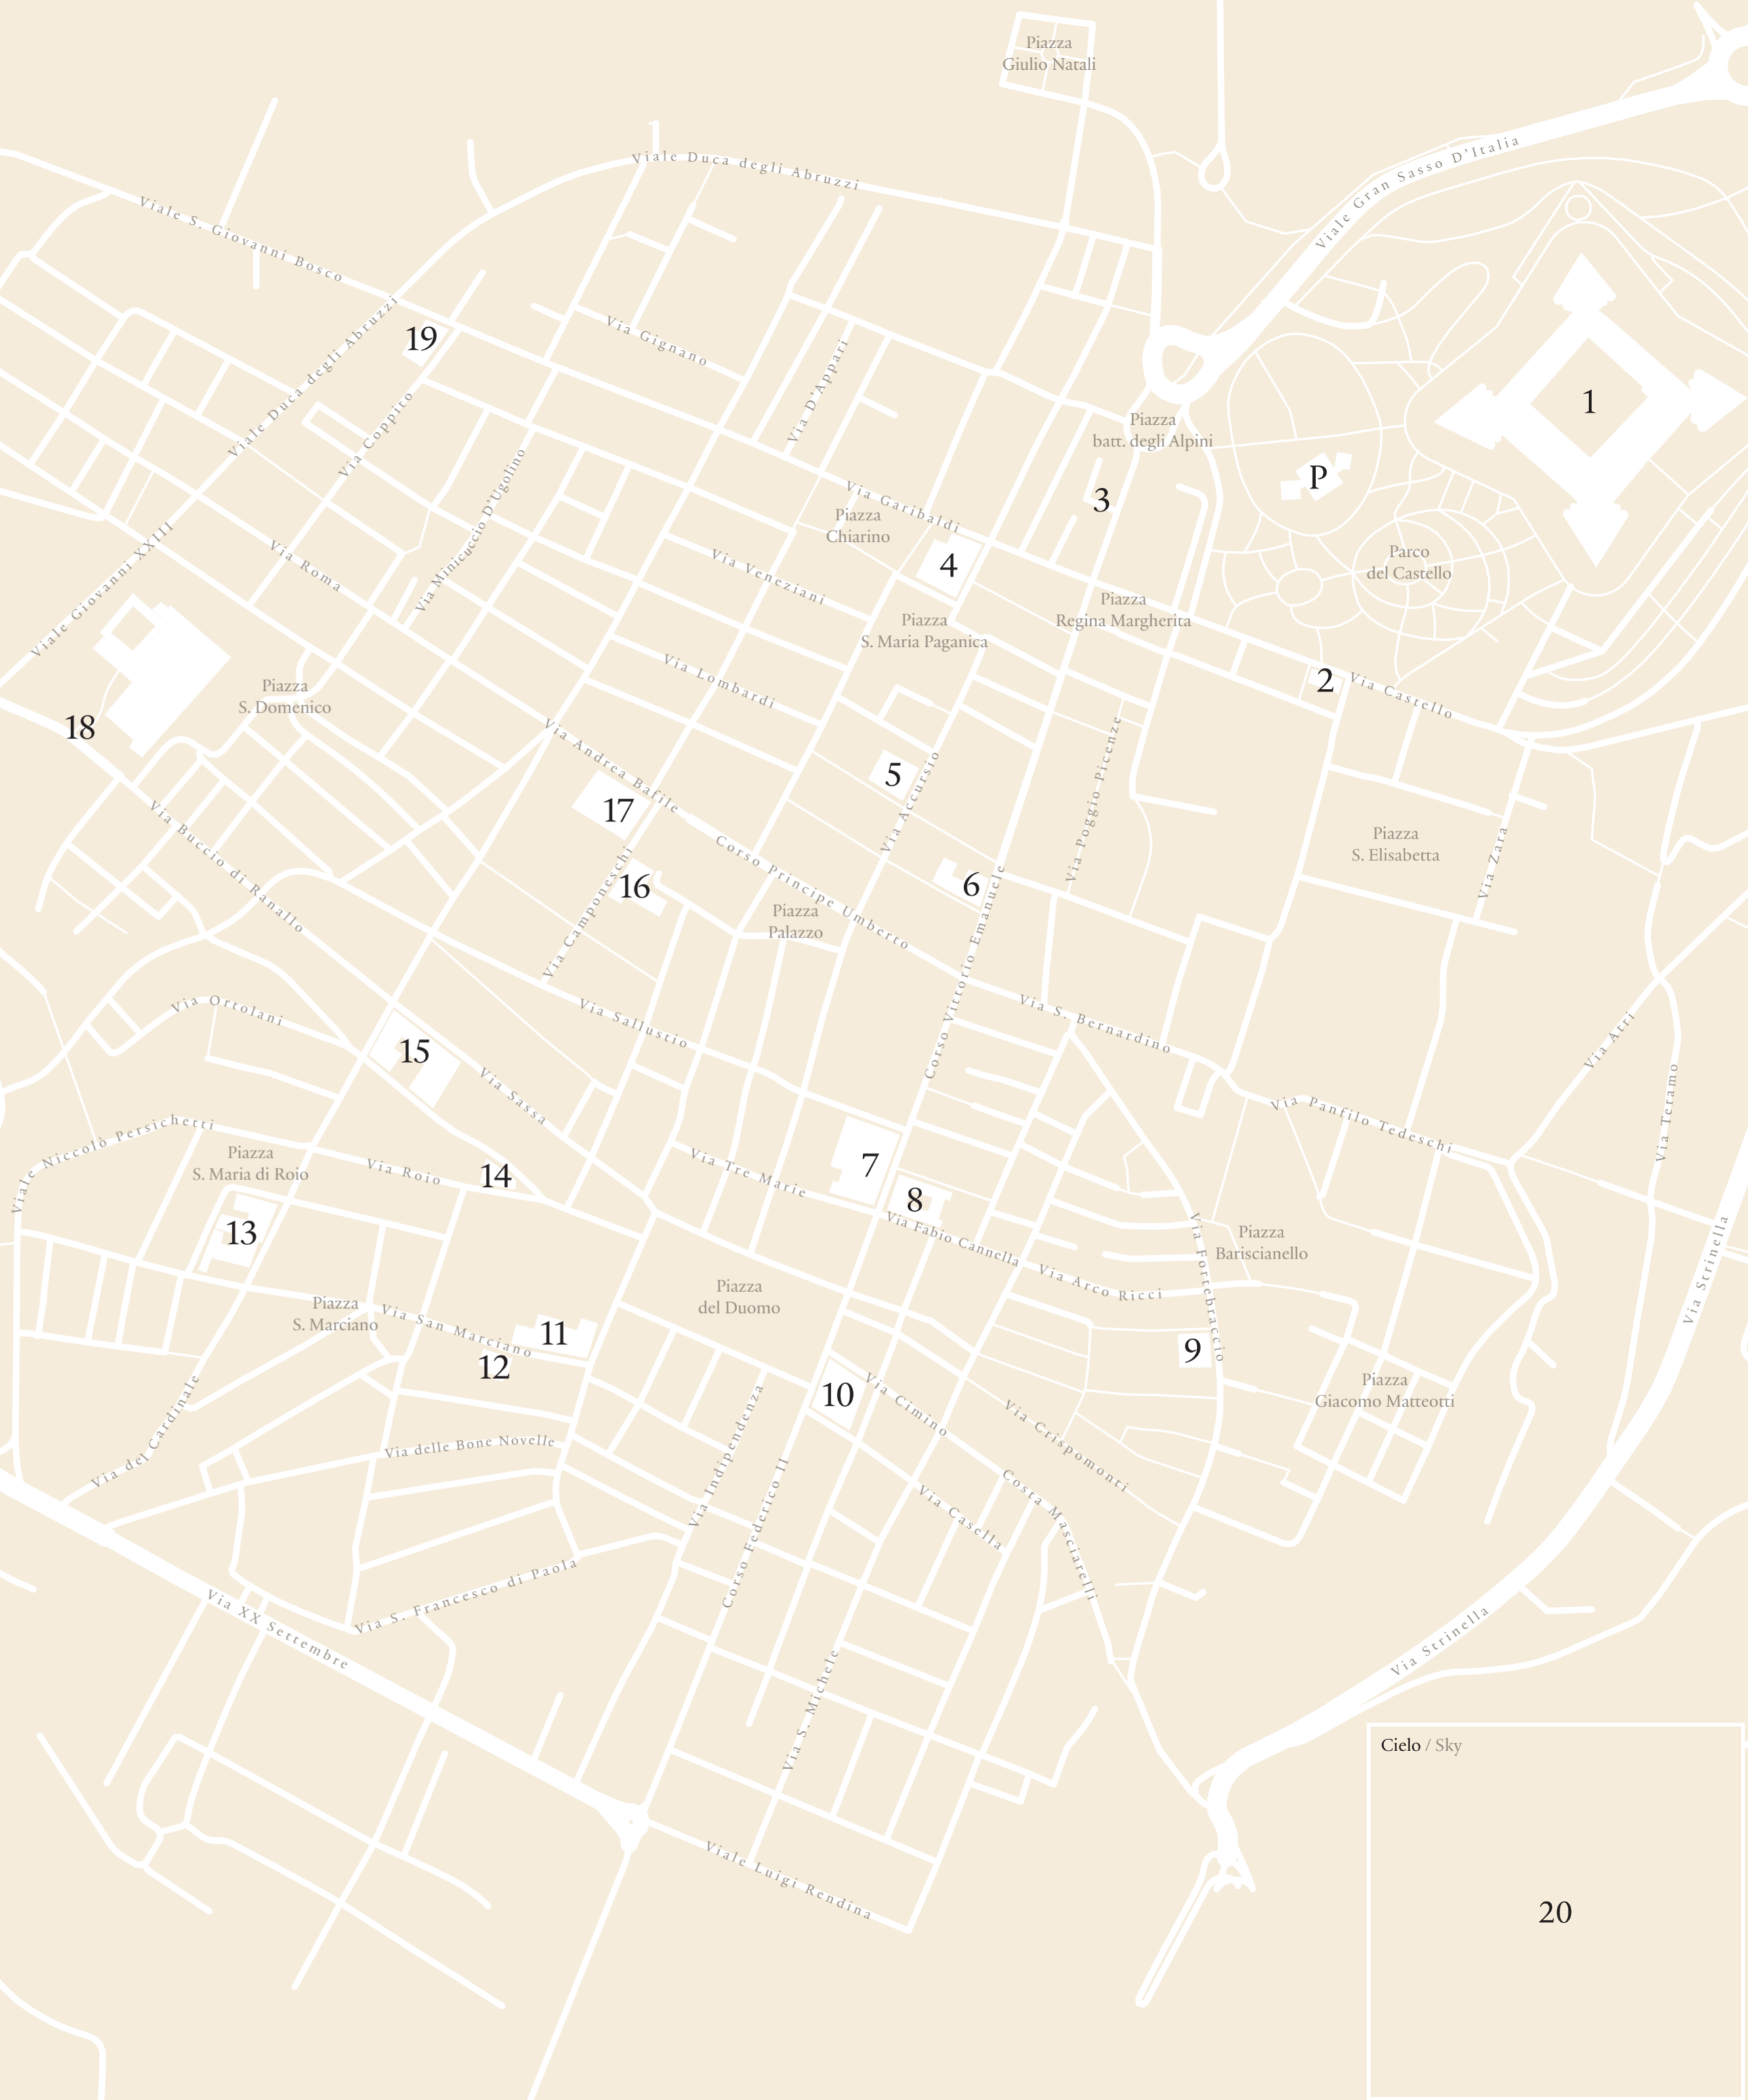 Piazza
Giulio Natali
Viale Duca degli Abruzzi
Viale Gran Sasso D'Italia
Viale S. Giovanni Bosco
19
Via Gignano
Via D'Appari
Viale Duca degli Abruzzi
Via Coppito
1
Piazza
batt. degli Alpini
P
3
Via Garibaldi
Piazza
Chiarino
Via Minicuccio D'Ugolino
Viale Giovanni XXIII
Via Roma
Via Veneziani
4
Parco
del Castello
Piazza
Regina Margherita
Piazza
S. Maria Paganica
2
Via Castello
Via Lombardi
Piazza
S. Domenico
18
Via Andrea Bafile
17
5
Via Accursio
Via Poggio Picenze
Piazza
S. Elisabetta
Via Zara
Via Buccio di Ranallo
Corso Principe Umberto
16
6
Via Camponeschi
Piazza
Palazzo
Corso Vittorio Emanuele
Via S. Bernardino
Via Ortolani
Via Sallustio
15
Via Sassa
Via Atri
Via Teramo
Via Panfilo Tedeschi
Viale Niccolò Persichetti
Piazza
S. Maria di Roio
Via Roio
14
Via Tre Marie
7
8
13
Via Fabio Cannella
Via Arco Ricci
Via Fortebraccio
Piazza
Bariscianello
Via Strinella
Piazza
S. Marciano
Via San Marciano
11
12
Piazza
del Duomo
9
10
Via Cimino
Via Crispomonti
Piazza
Giacomo Matteotti
Via del Cardinale
Via delle Bone Novelle
Via Indipendenza
Corso Federico II
Via Casella
Costa Masciarelli
Via S. Francesco di Paola
Via XX Settembre
Via S. Michele
Via Strinella
Cielo / Sky
20
Viale Luigi Rendina